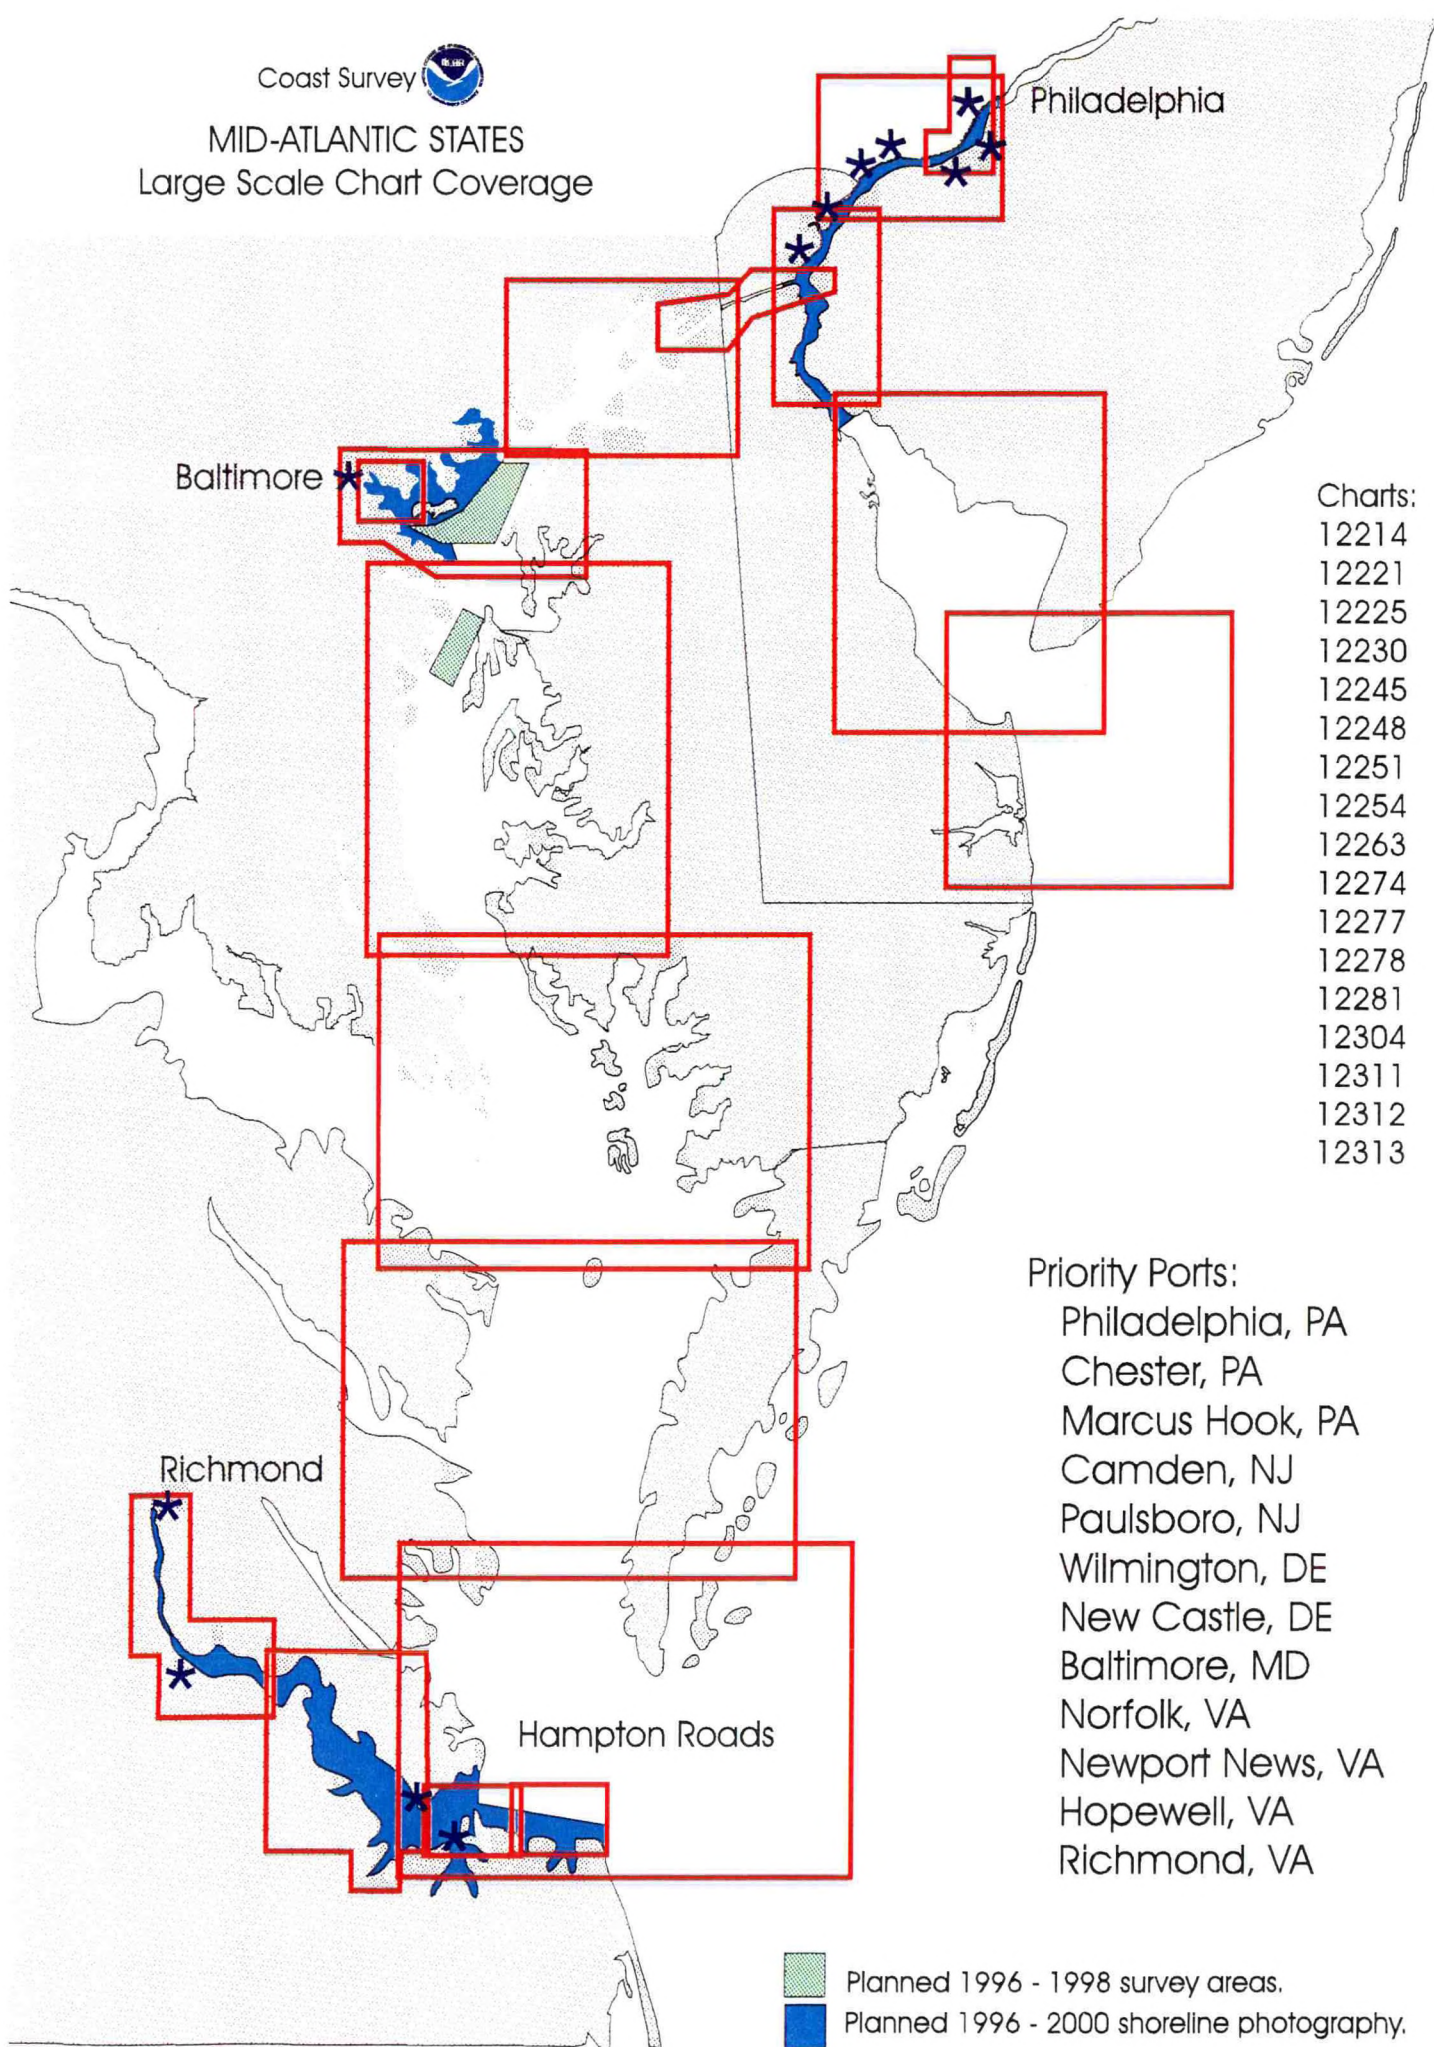 Coast Survey
MID-ATLANTIC STATES
Large Scale Chart Coverage
Philadelphia
Baltimore
Charts:
12214
12221
12225
12230
12245
12248
12251
12254
12263
12274
12277
12278
12281
12304
12311
12312
12313
Priority Ports:
Philadelphia, PA
Chester, PA
Marcus Hook, PA
Camden, NJ
Paulsboro, NJ
Wilmington, DE
New Castle, DE
Baltimore, MD
Norfolk, VA
Newport News, VA
Hopewell, VA
Richmond, VA
Richmond
Hampton Roads
Planned 1996 - 1998 survey areas.
Planned 1996 - 2000 shoreline photography.